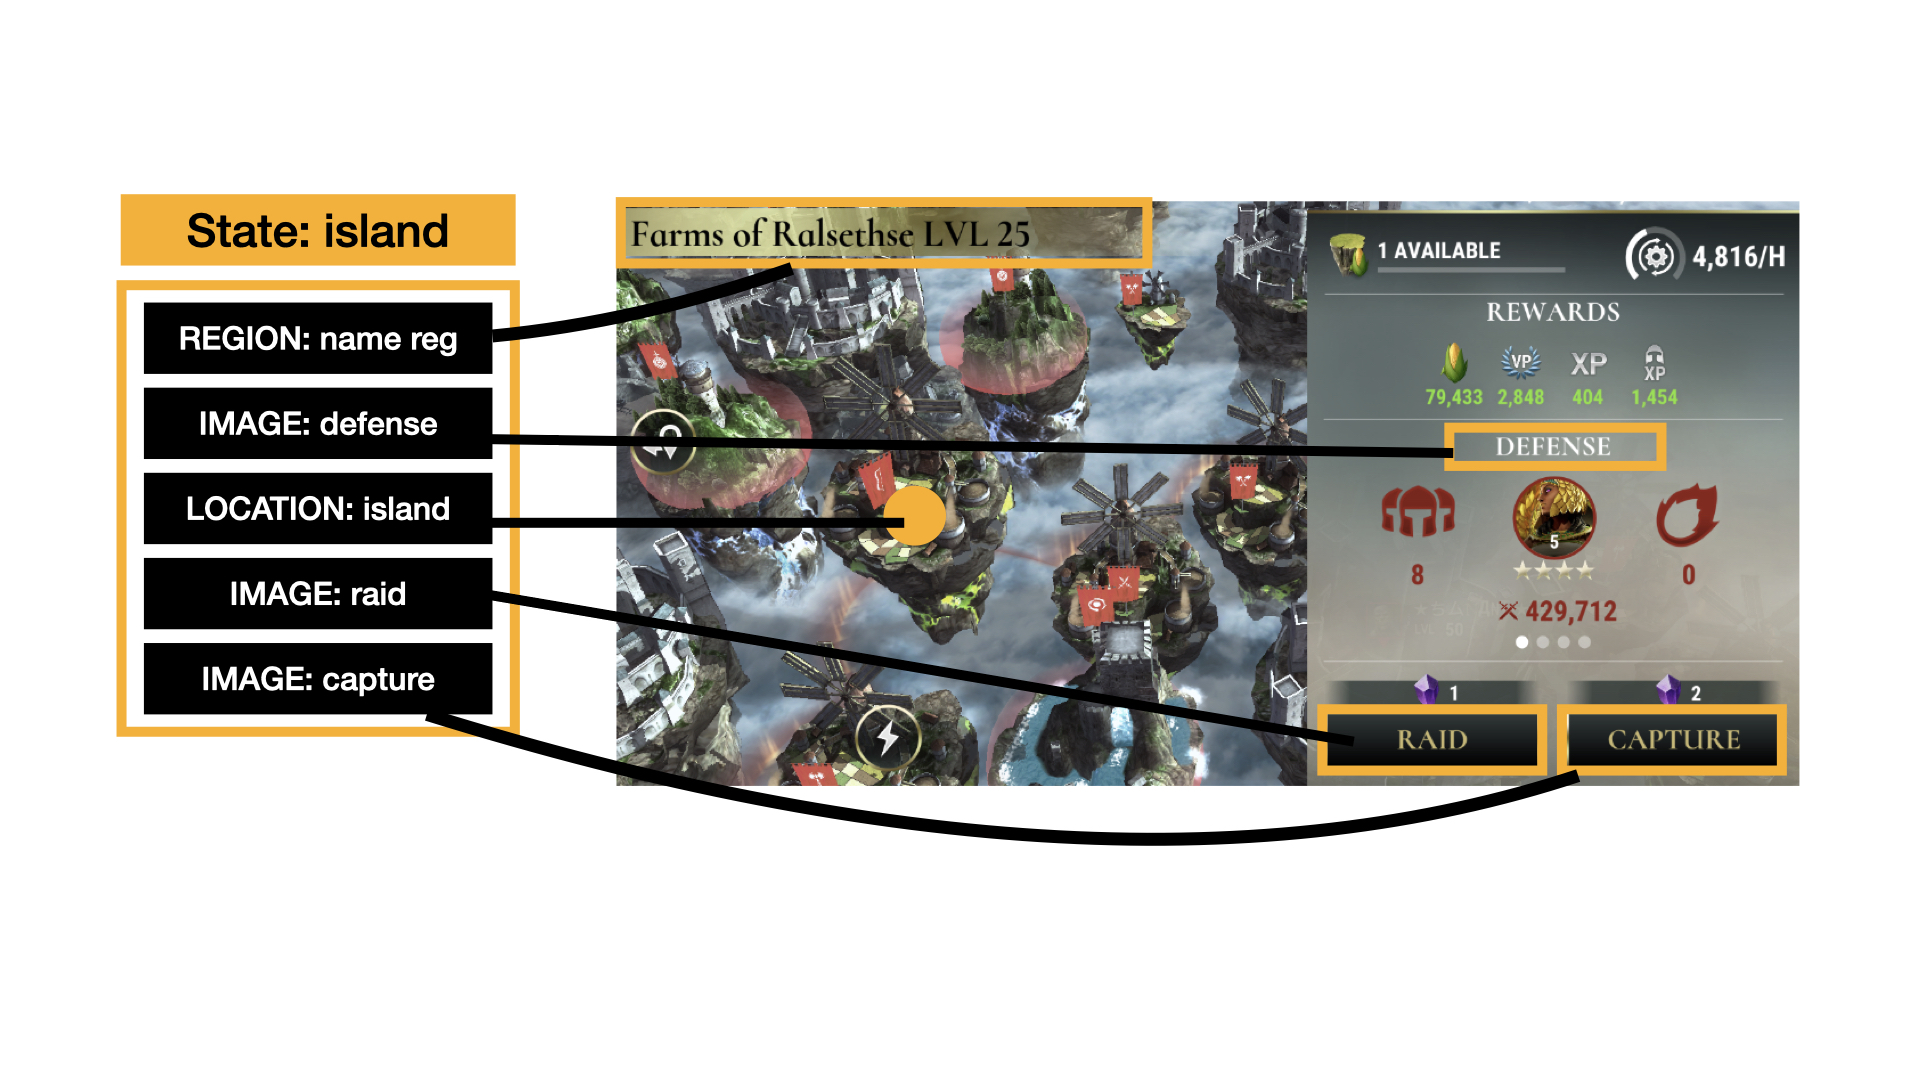 State: island
REGION: name reg
IMAGE: defense
LOCATION: island
IMAGE: raid
IMAGE: capture
Farms of Ralsethse LVL 25
1 AVAILABLE
4,816/H
REWARDS
VP
XP
XP
79,433 2,848 404 1,454
DEFENSE
5
8
0
429,712
1
2
RAID
CAPTURE